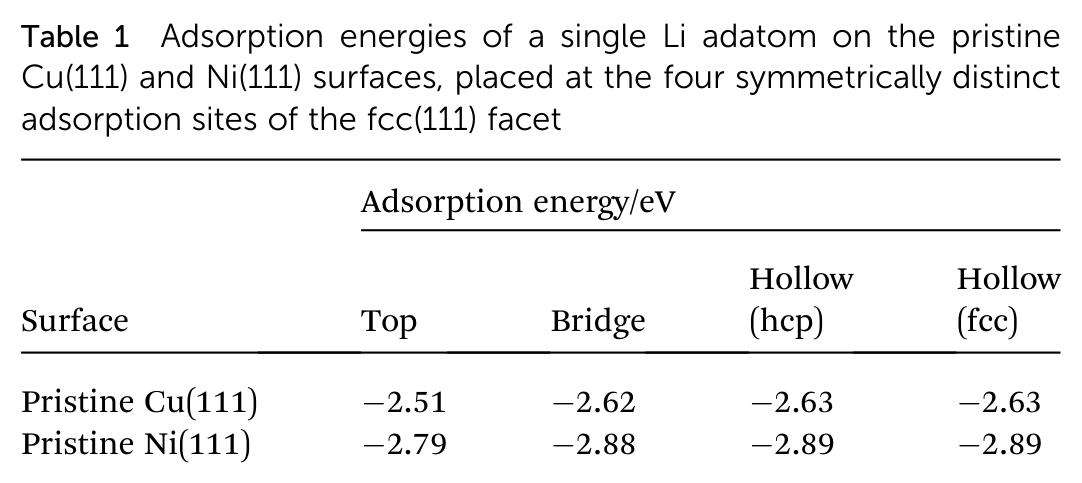 Table 1 Adsorption energies of a single Li adatom on the pristine
Cu(111) and Ni(111) surfaces, placed at the four symmetrically distinct
adsorption sites of the fcc(111) facet
Adsorption energy/eV
Surface Top Bridge Hollow (hcp) Hollow (fcc)
Pristine Cu(111) −2.51 −2.62 −2.63 −2.63
Pristine Ni(111) −2.79 −2.88 −2.89 −2.89